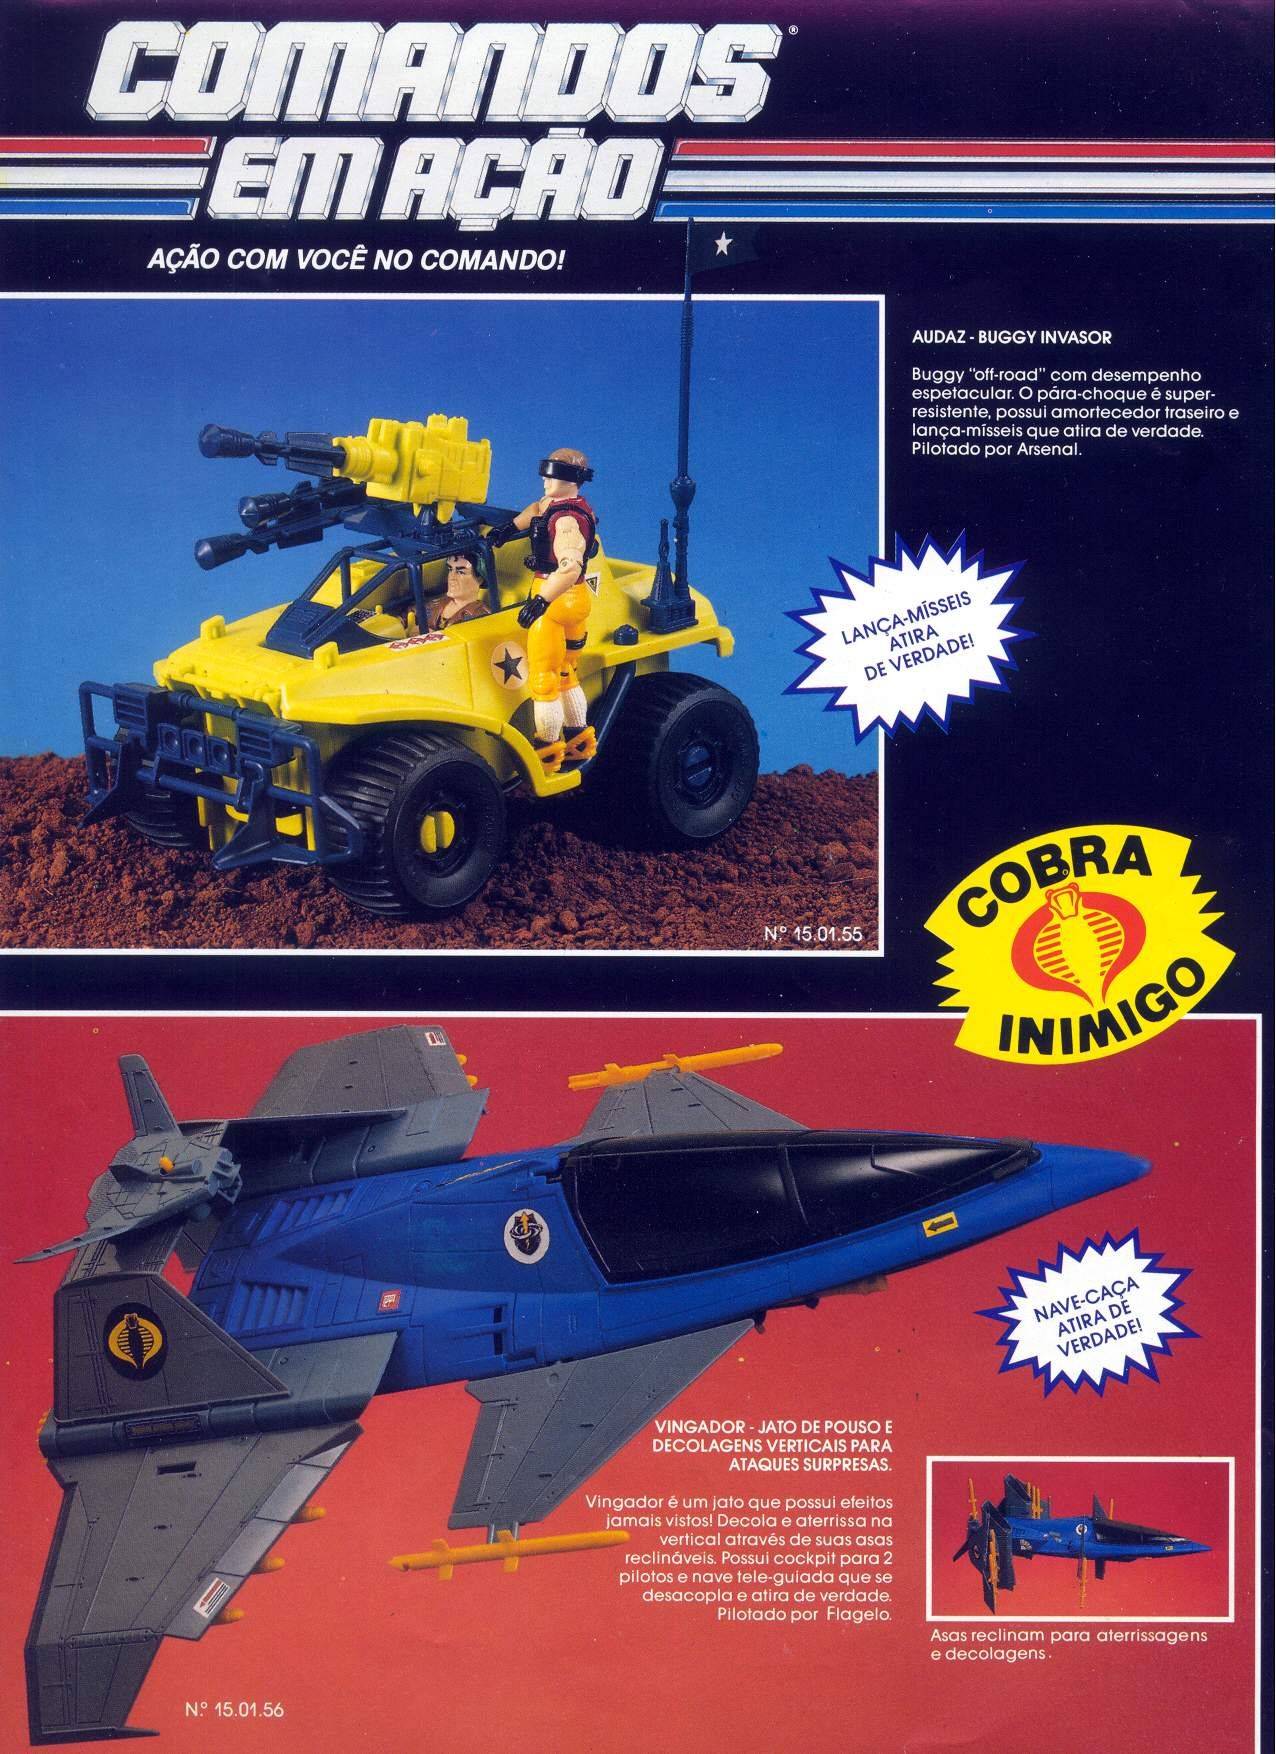 COMANDOS®
EM AÇÃO
AÇÃO COM VOCÊ NO COMANDO!
AUDAZ - BUGGY INVASOR
Buggy "off-road" com desempenho
espetacular. O pára-choque é super-
resistente, possui amortecedor traseiro e
lança-mísseis que atira de verdade.
Pilotado por Arsenal.
LANÇA-MÍSSEIS
ATIRA
DE VERDADE!
N.º 15.01.55
COBRA
INIMIGO
NAVE-CAÇA
ATIRA DE
VERDADE!
VINGADOR - JATO DE POUSO E
DECOLAGENS VERTICAIS PARA
ATAQUES SURPRESAS.
Vingador é um jato que possui efeitos
jamais vistos! Decola e aterrissa na
vertical através de suas asas
reclináveis. Possui cockpit para 2
pilotos e nave tele-guiada que se
desacopla e atira de verdade.
Pilotado por Flagelo.
Asas reclinam para aterrissagens
e decolagens.
N.º 15.01.56